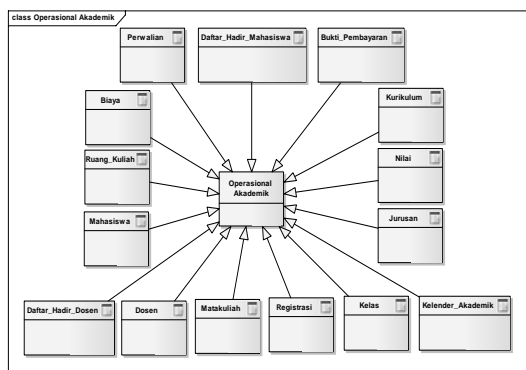 class Operasional Akademik
Perwalian
Daftar_Hadir_Mahasiswa
Bukti_Pembayaran
Biaya
Kurikulum
Ruang_Kuliah
Nilai
Operasional
Akademik
Mahasiswa
Jurusan
Daftar_Hadir_Dosen
Dosen
Matakuliah
Registrasi
Kelas
Kelender_Akademik